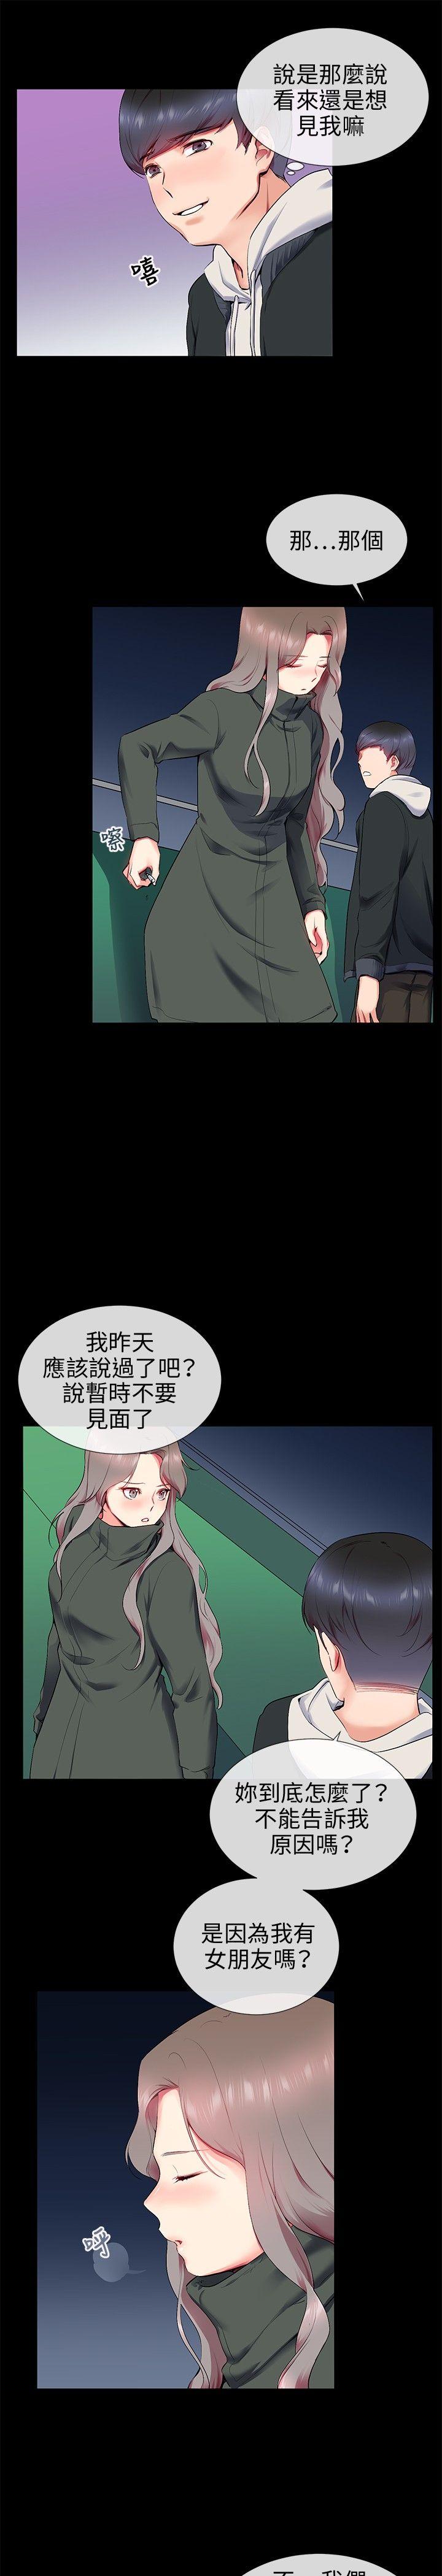 說是那麼說
看來還是想
見我嘛
嘻
那...那個
嚓
我昨天
應該說過了吧?
說暫時不要
見面了
妳到底怎麼了?
不能告訴我
原因嗎?
是因為我有
女朋友嗎?
呼